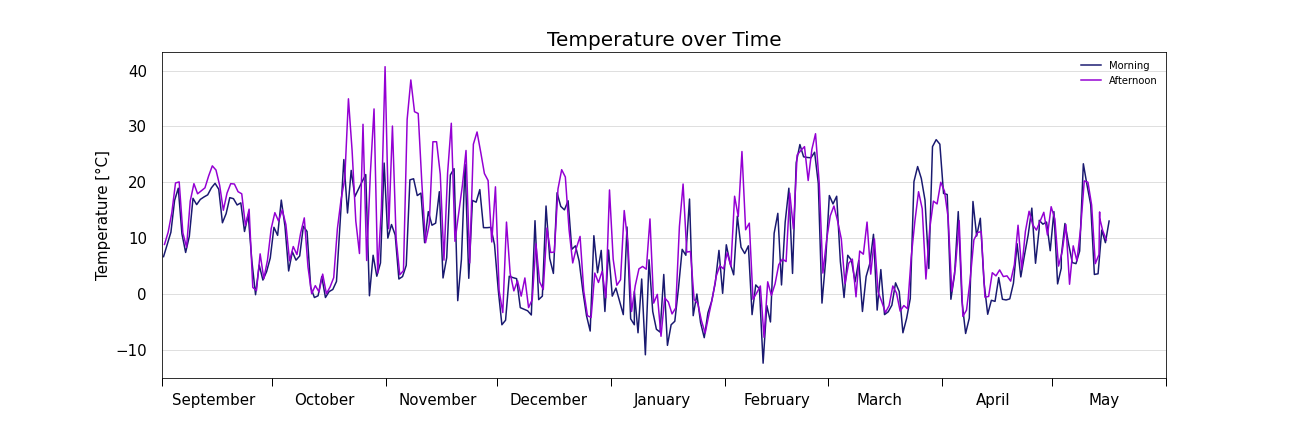 Temperature over Time
Morning
Afternoon
Temperature [°C]
40
30
20
10
0
−10
September October November December January February March April May